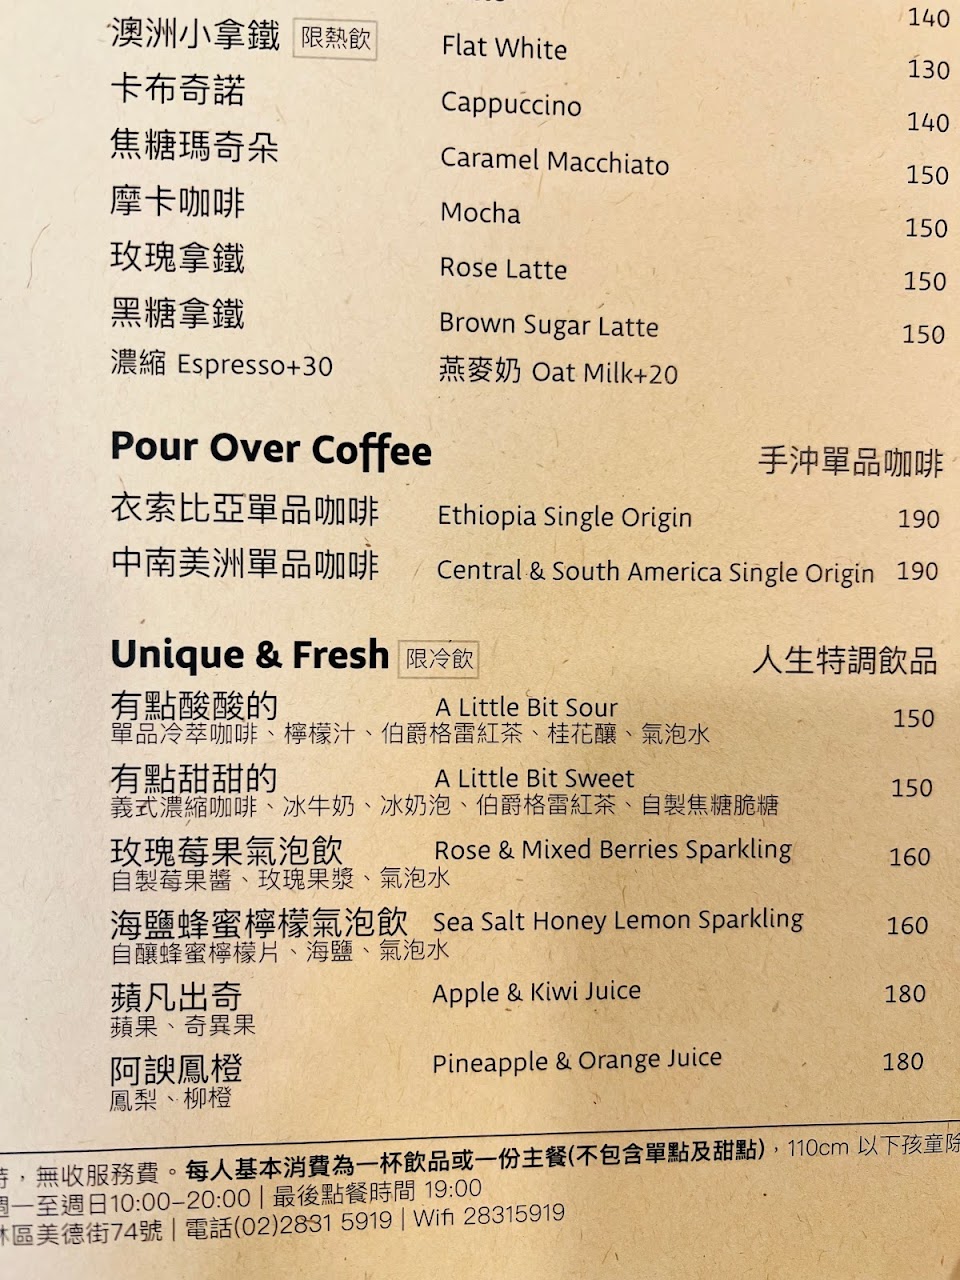 140
澳洲小拿鐵 限熱飲 Flat White 130
卡布奇諾 Cappuccino 140
焦糖瑪奇朵 Caramel Macchiato 150
摩卡咖啡 Mocha 150
玫瑰拿鐵 Rose Latte 150
黑糖拿鐵 Brown Sugar Latte 150
濃縮 Espresso+30 燕麥奶 Oat Milk+20
Pour Over Coffee 手沖單品咖啡
衣索比亞單品咖啡 Ethiopia Single Origin 190
中南美洲單品咖啡 Central & South America Single Origin 190
Unique & Fresh 限冷飲 人生特調飲品
有點酸酸的 A Little Bit Sour 150
單品冷萃咖啡、檸檬汁、伯爵格雷紅茶、桂花釀、氣泡水
有點甜甜的 A Little Bit Sweet 150
義式濃縮咖啡、冰牛奶、冰奶泡、伯爵格雷紅茶、自製焦糖脆糖
玫瑰莓果氣泡飲 Rose & Mixed Berries Sparkling 160
自製莓果醬、玫瑰果漿、氣泡水
海鹽蜂蜜檸檬氣泡飲 Sea Salt Honey Lemon Sparkling 160
自釀蜂蜜檸檬片、海鹽、氣泡水
蘋凡出奇 Apple & Kiwi Juice 180
蘋果、奇異果
阿諛鳳橙 Pineapple & Orange Juice 180
鳳梨、柳橙
時，無收服務費。每人基本消費為一杯飲品或一份主餐(不包含單點及甜點)，110cm 以下孩童除
週一至週日10:00-20:00 | 最後點餐時間 19:00
林區美德街74號 | 電話(02)2831 5919 | Wifi 28315919